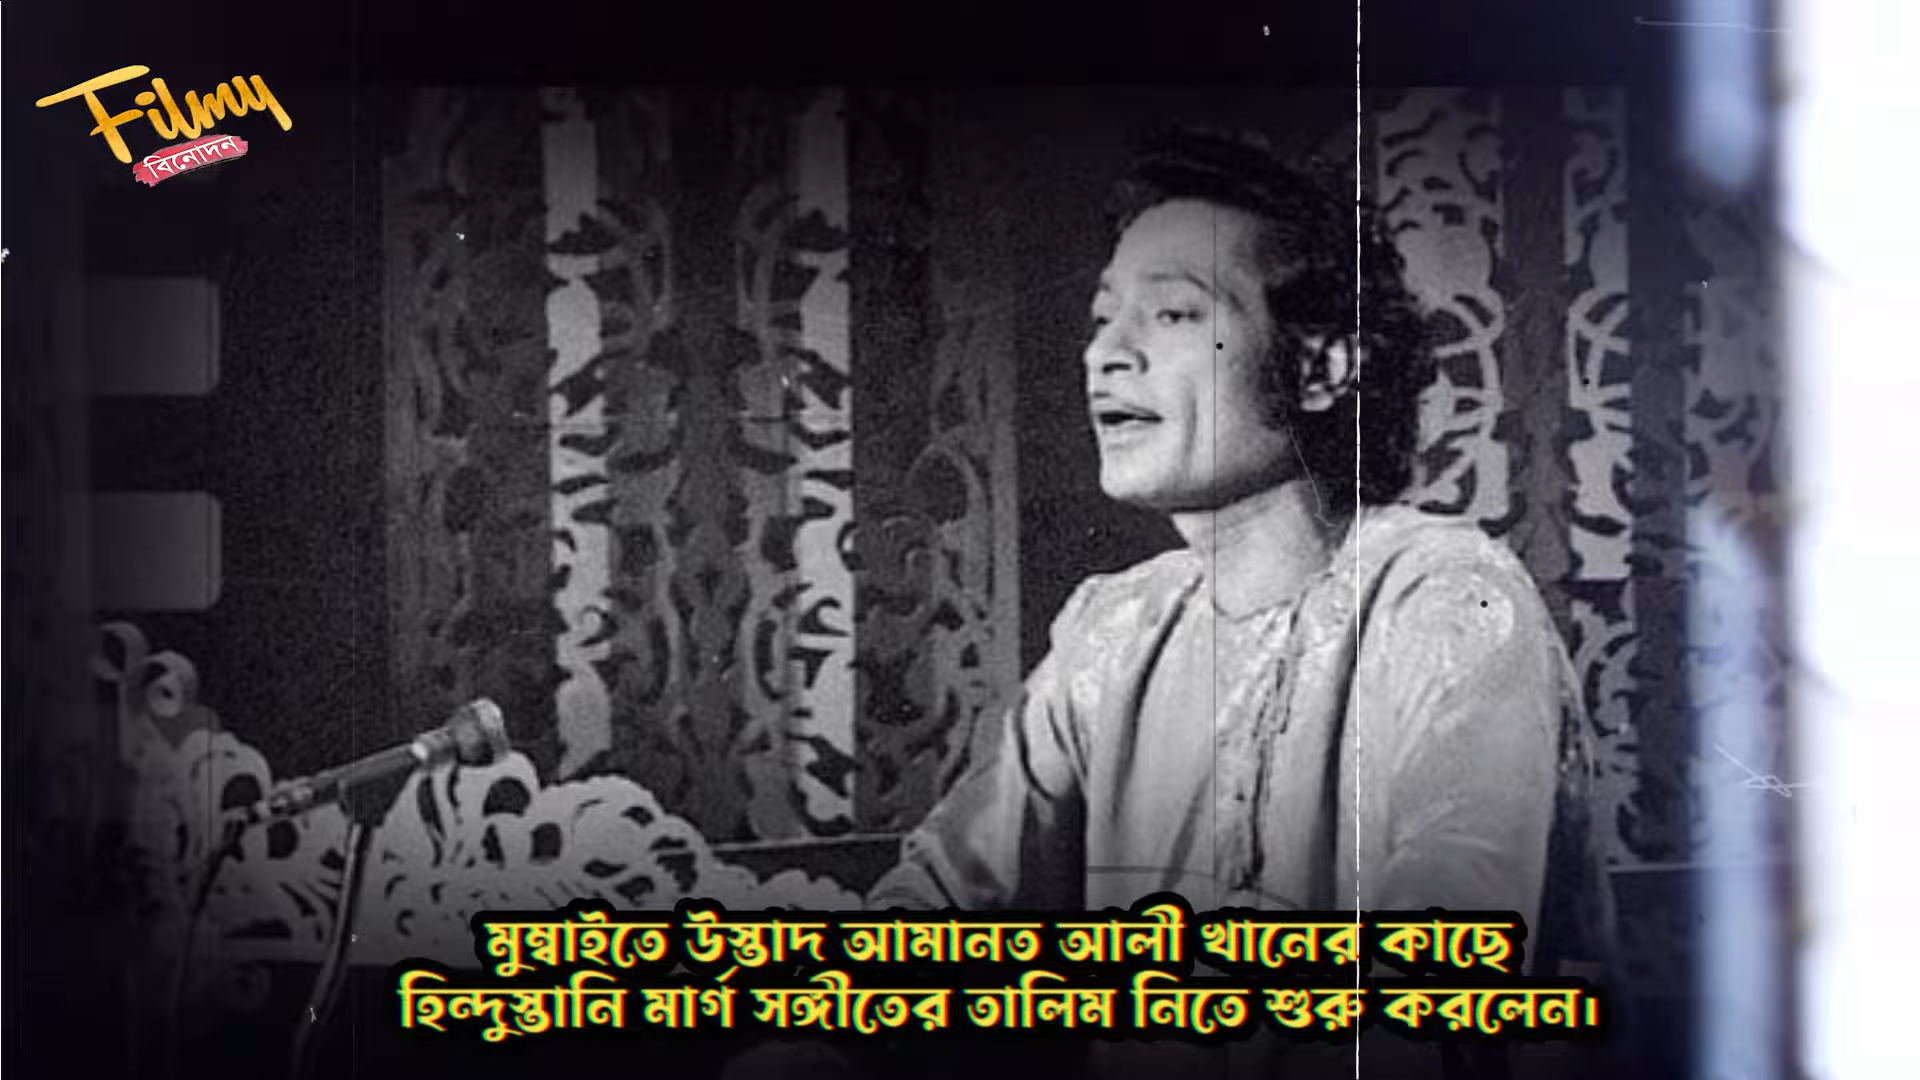 Filmy
বিনোদন
মুম্বাইতে উস্তাদ আমানত আলী খানের কাছে
হিন্দুস্তানি মার্গ সঙ্গীতের তালিম নিতে শুরু করলেন।